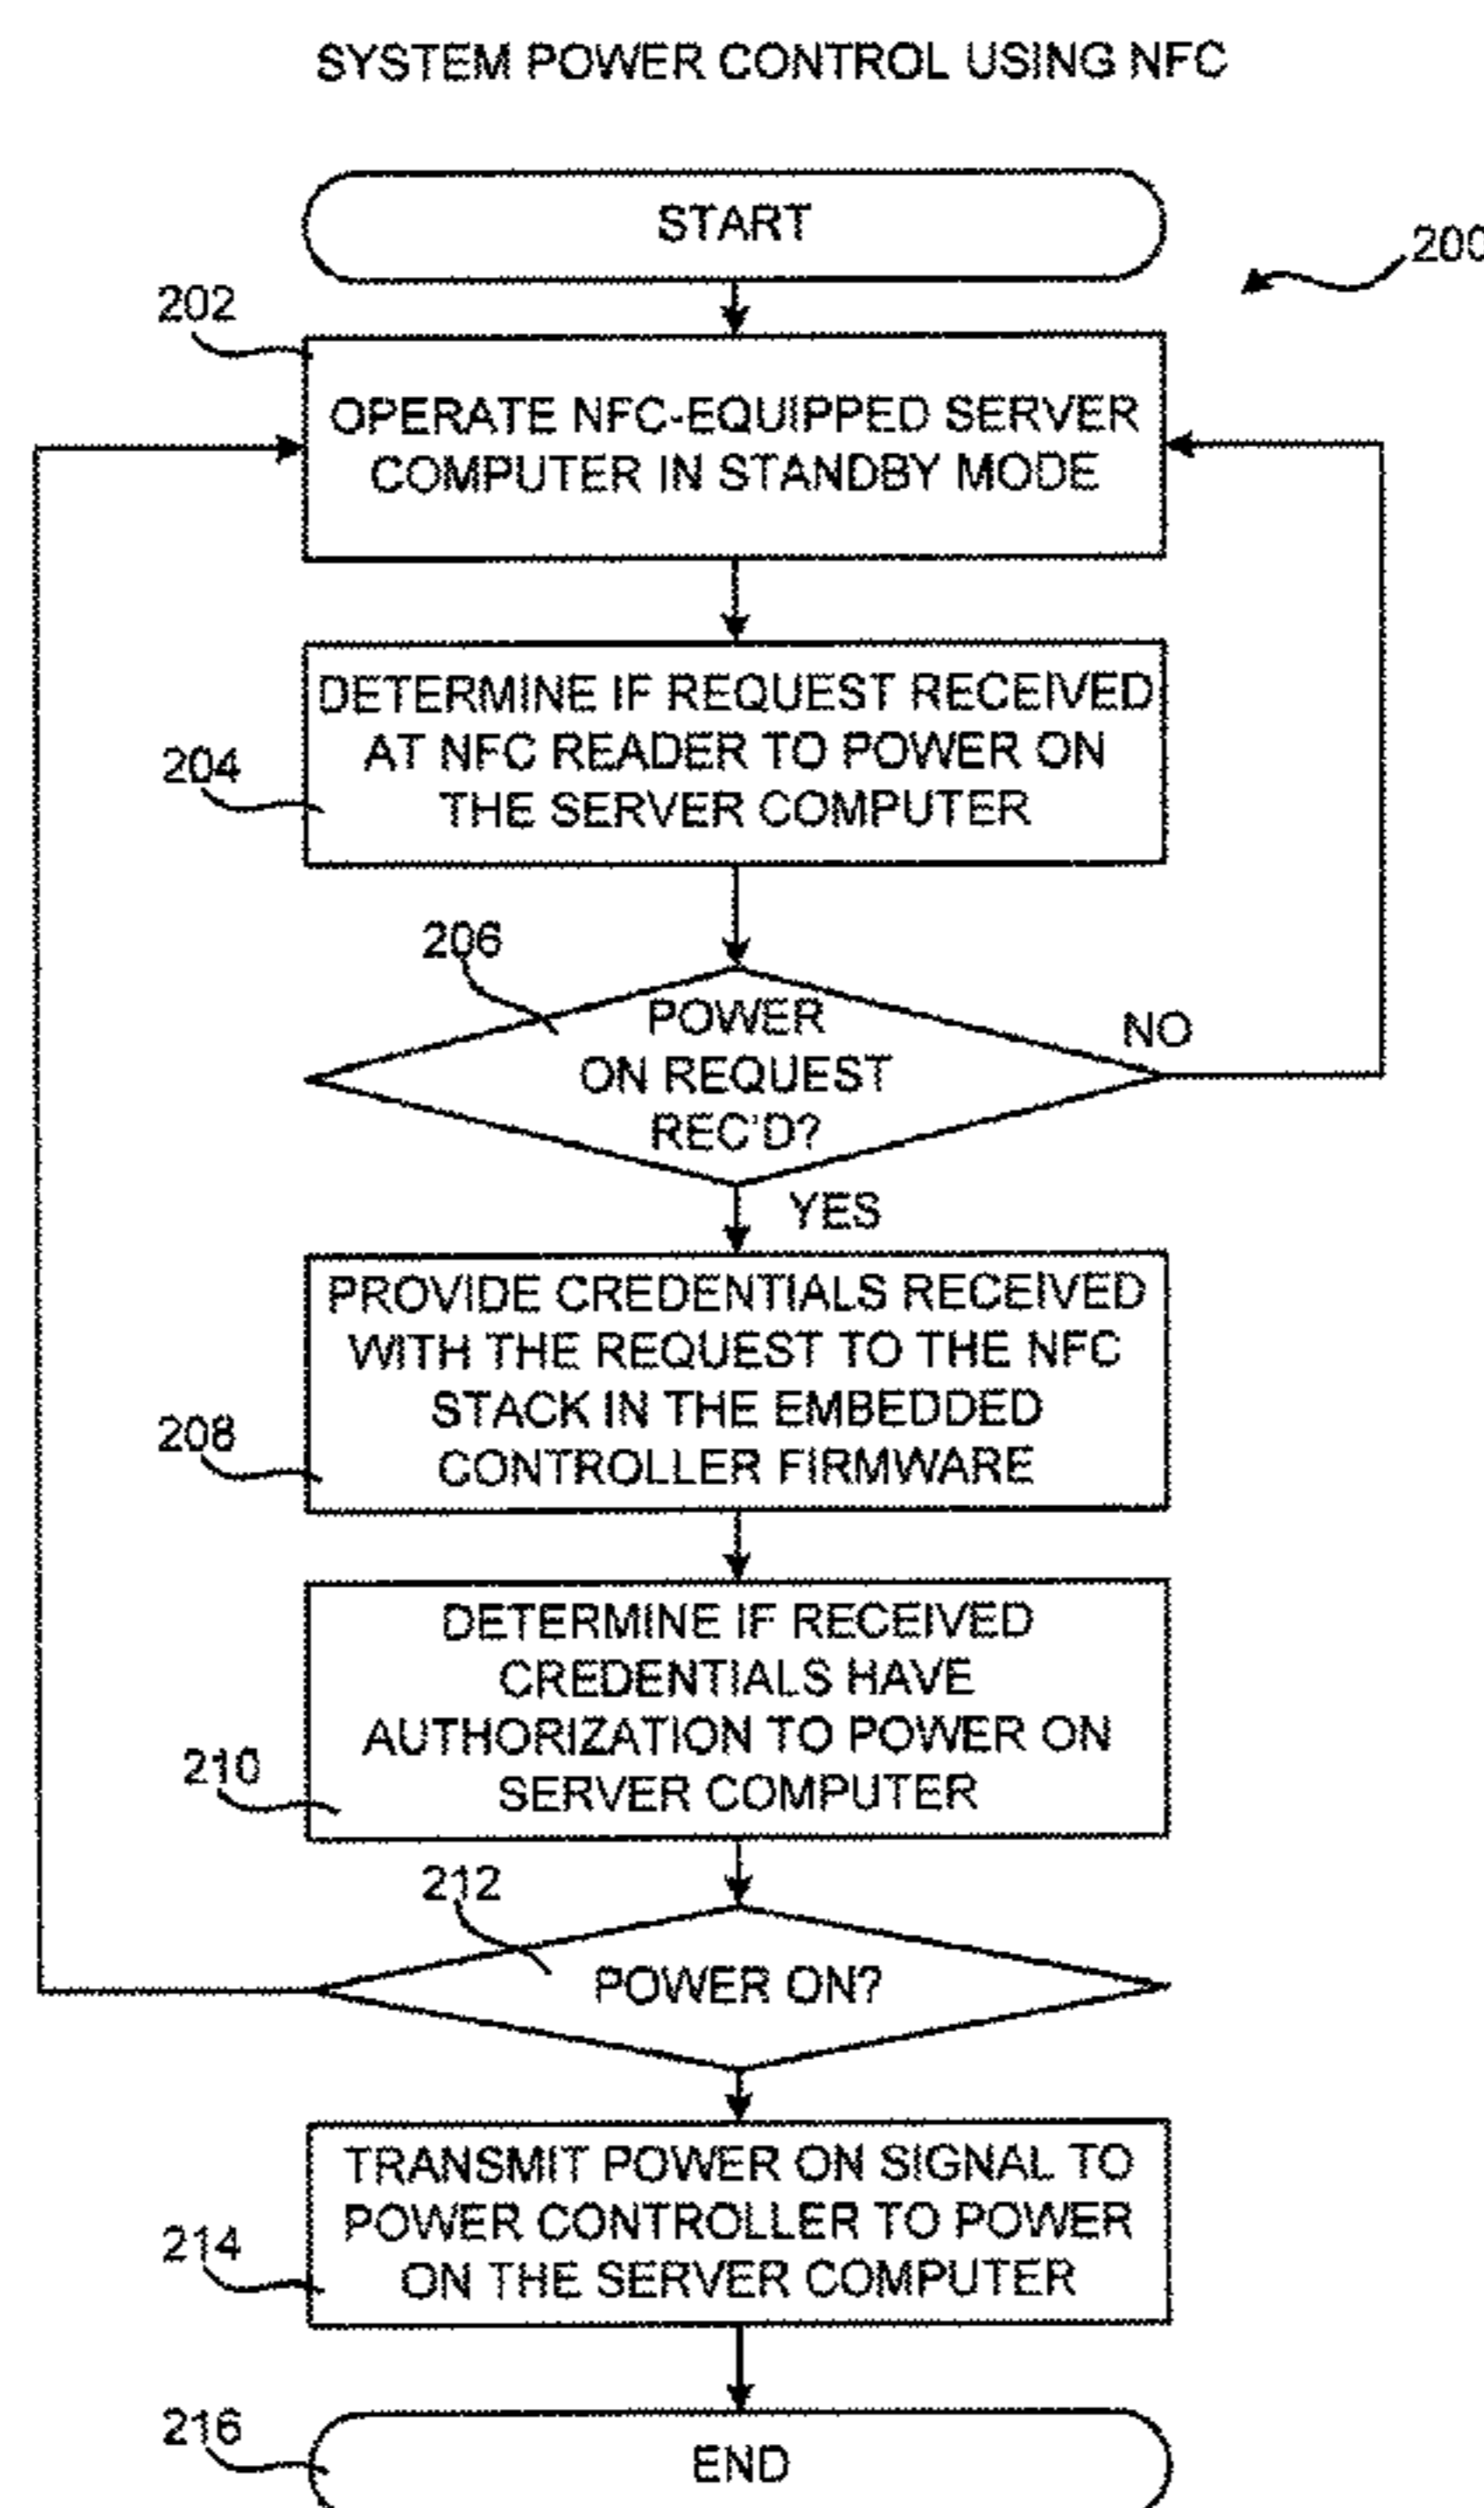 SYSTEM POWER CONTROL USING NFC
START
200
202
OPERATE NFC-EQUIPPED SERVER
COMPUTER IN STANDBY MODE
204
DETERMINE IF REQUEST RECEIVED
AT NFC READER TO POWER ON
THE SERVER COMPUTER
206
POWER
ON REQUEST
REC'D?
NO
YES
208
PROVIDE CREDENTIALS RECEIVED
WITH THE REQUEST TO THE NFC
STACK IN THE EMBEDDED
CONTROLLER FIRMWARE
210
DETERMINE IF RECEIVED
CREDENTIALS HAVE
AUTHORIZATION TO POWER ON
SERVER COMPUTER
212
POWER ON?
214
TRANSMIT POWER ON SIGNAL TO
POWER CONTROLLER TO POWER
ON THE SERVER COMPUTER
216
END